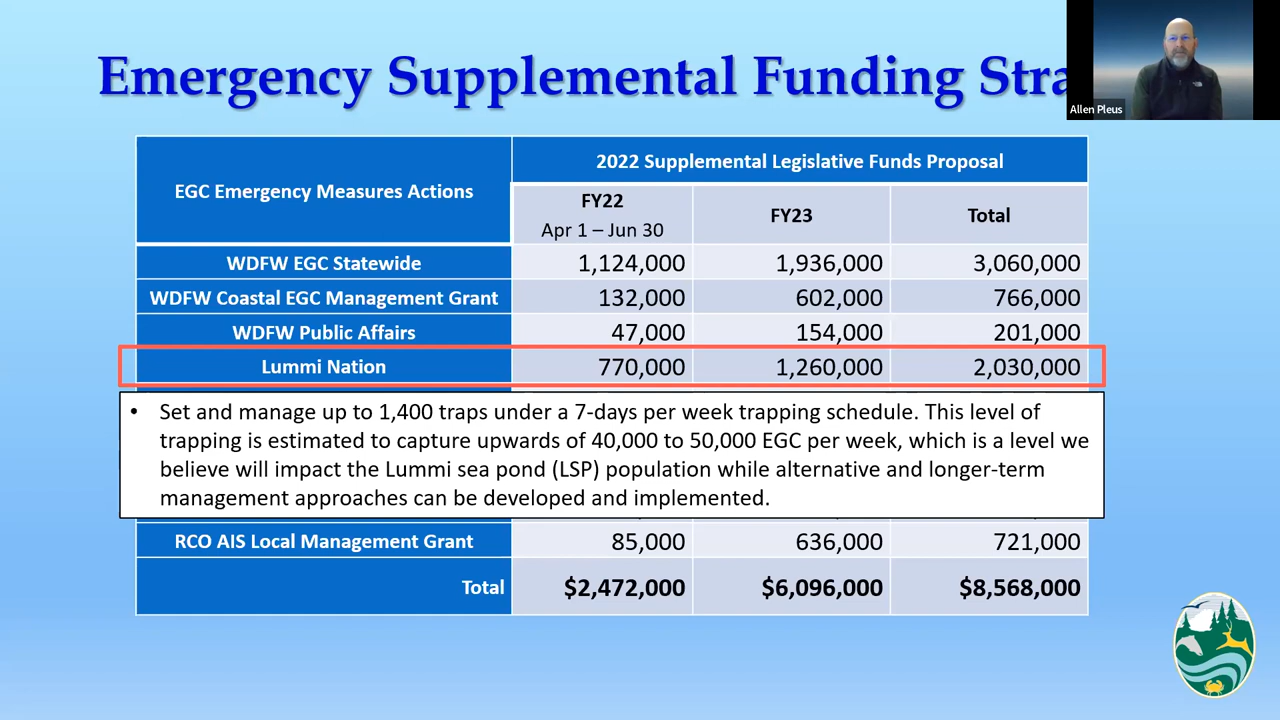 Emergency Supplemental Funding Stra
Allen Pleus
EGC Emergency Measures Actions
2022 Supplemental Legislative Funds Proposal
FY22
Apr 1 – Jun 30
FY23
Total
WDFW EGC Statewide 1,124,000 1,936,000 3,060,000
WDFW Coastal EGC Management Grant 132,000 602,000 766,000
WDFW Public Affairs 47,000 154,000 201,000
Lummi Nation 770,000 1,260,000 2,030,000
• Set and manage up to 1,400 traps under a 7-days per week trapping schedule. This level of
trapping is estimated to capture upwards of 40,000 to 50,000 EGC per week, which is a level we
believe will impact the Lummi sea pond (LSP) population while alternative and longer-term
management approaches can be developed and implemented.
RCO AIS Local Management Grant 85,000 636,000 721,000
Total $2,472,000 $6,096,000 $8,568,000